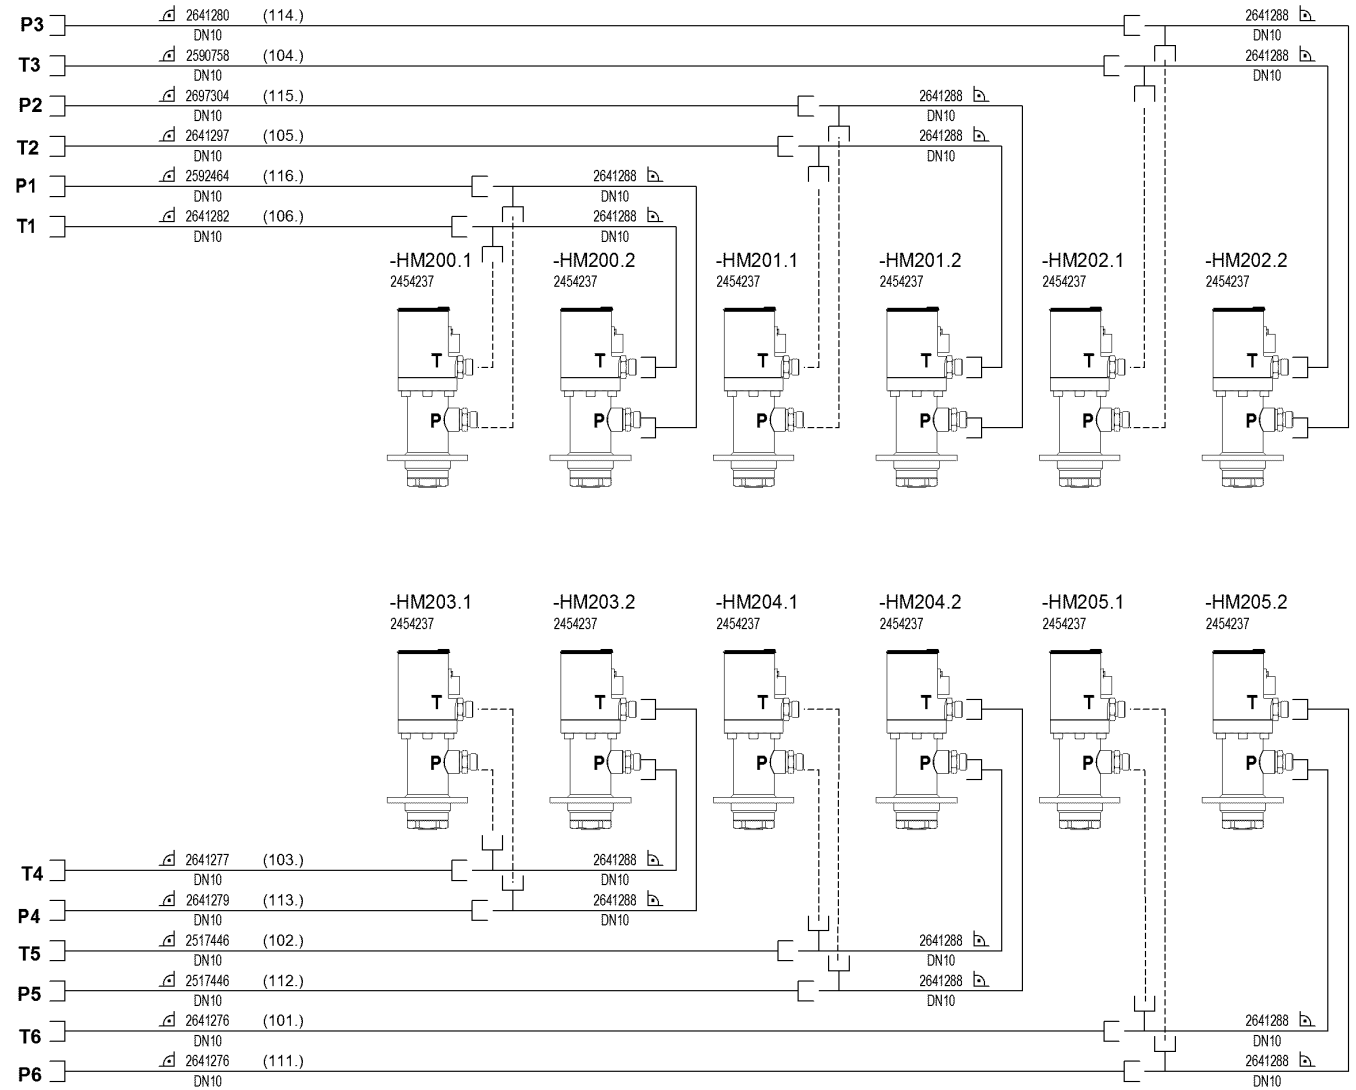 P3 2641280 (114.) 2641288
DN10 DN10
T3 2590758 (104.) 2641288
DN10 DN10
P2 2697304 (115.) 2641288
DN10 DN10
T2 2641297 (105.) 2641288
DN10 DN10
P1 2592464 (116.) 2641288
DN10 DN10
T1 2641282 (106.) 2641288
DN10 DN10
-HM200.1 -HM200.2 -HM201.1 -HM201.2 -HM202.1 -HM202.2
2454237 2454237 2454237 2454237 2454237 2454237
T T T T T T
P P P P P P
-HM203.1 -HM203.2 -HM204.1 -HM204.2 -HM205.1 -HM205.2
2454237 2454237 2454237 2454237 2454237 2454237
T T T T T T
P P P P P P
T4 2641277 (103.) 2641288
DN10 DN10
P4 2641279 (113.) 2641288
DN10 DN10
T5 2517446 (102.) 2641288
DN10 DN10
P5 2517446 (112.) 2641288
DN10 DN10
T6 2641276 (101.) 2641288
DN10 DN10
P6 2641276 (111.) 2641288
DN10 DN10